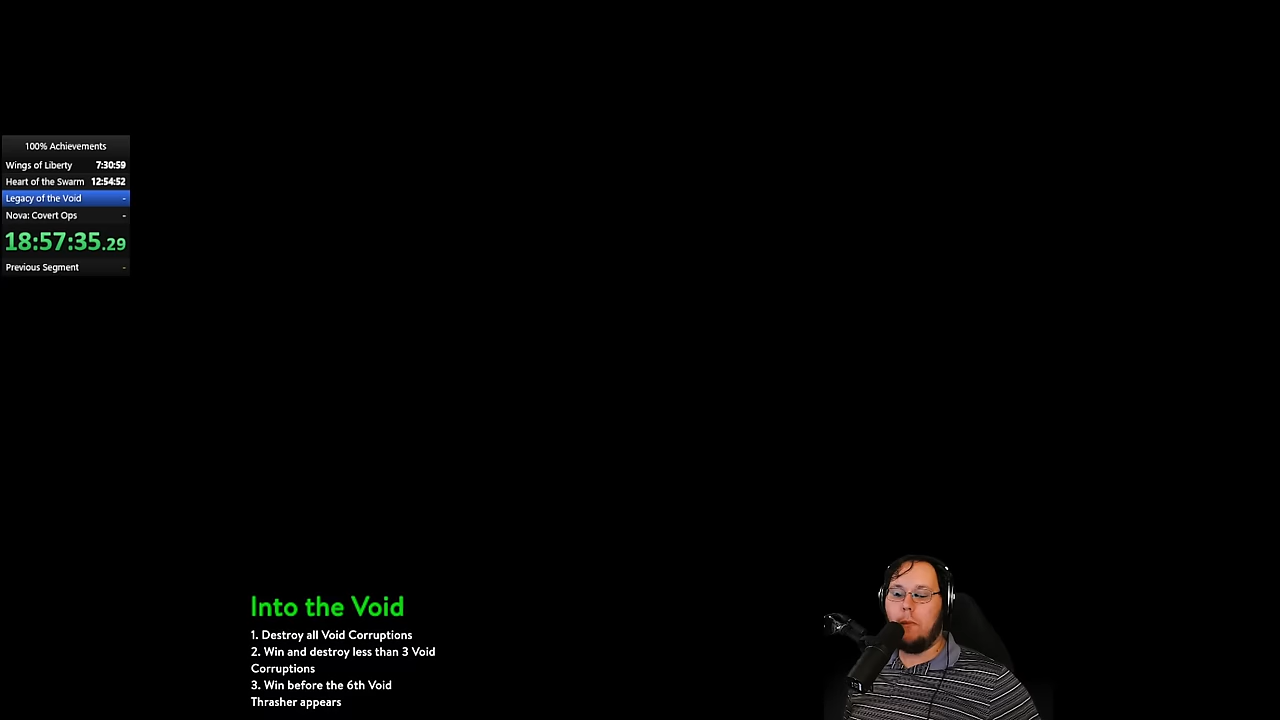 100% Achievements
Wings of Liberty 7:30:59
Heart of the Swarm 12:54:52
Legacy of the Void -
Nova: Covert Ops -
18:57:35.29
Previous Segment -
Into the Void
1. Destroy all Void Corruptions
2. Win and destroy less than 3 Void
Corruptions
3. Win before the 6th Void
Thrasher appears